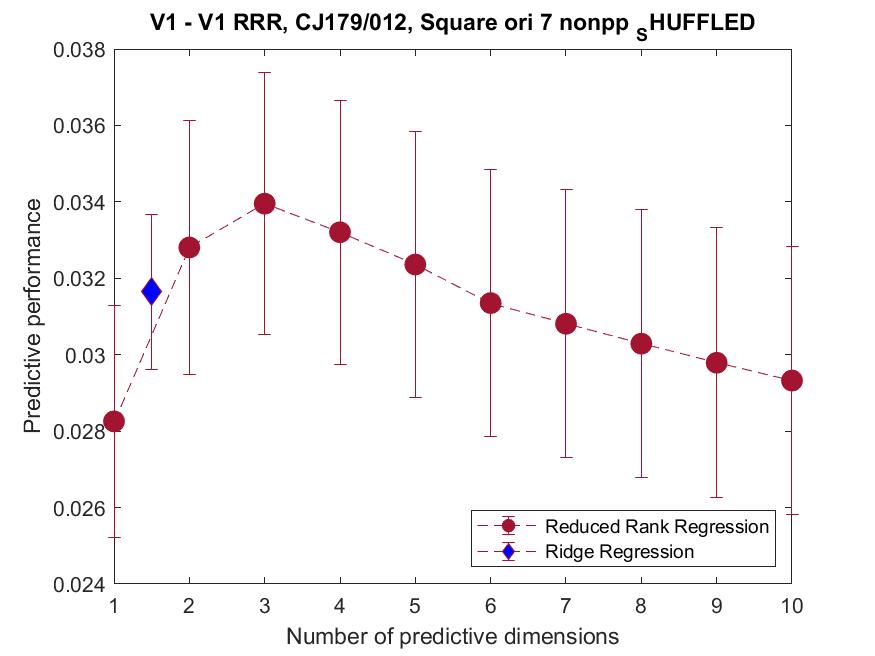 V1 - V1 RRR, CJ179/012, Square ori 7 nonpp SHUFFLED
0.038
0.036
0.034
0.032
0.03
0.028
0.026
0.024
Predictive performance
1 2 3 4 5 6 7 8 9 10
Number of predictive dimensions
Reduced Rank Regression
Ridge Regression